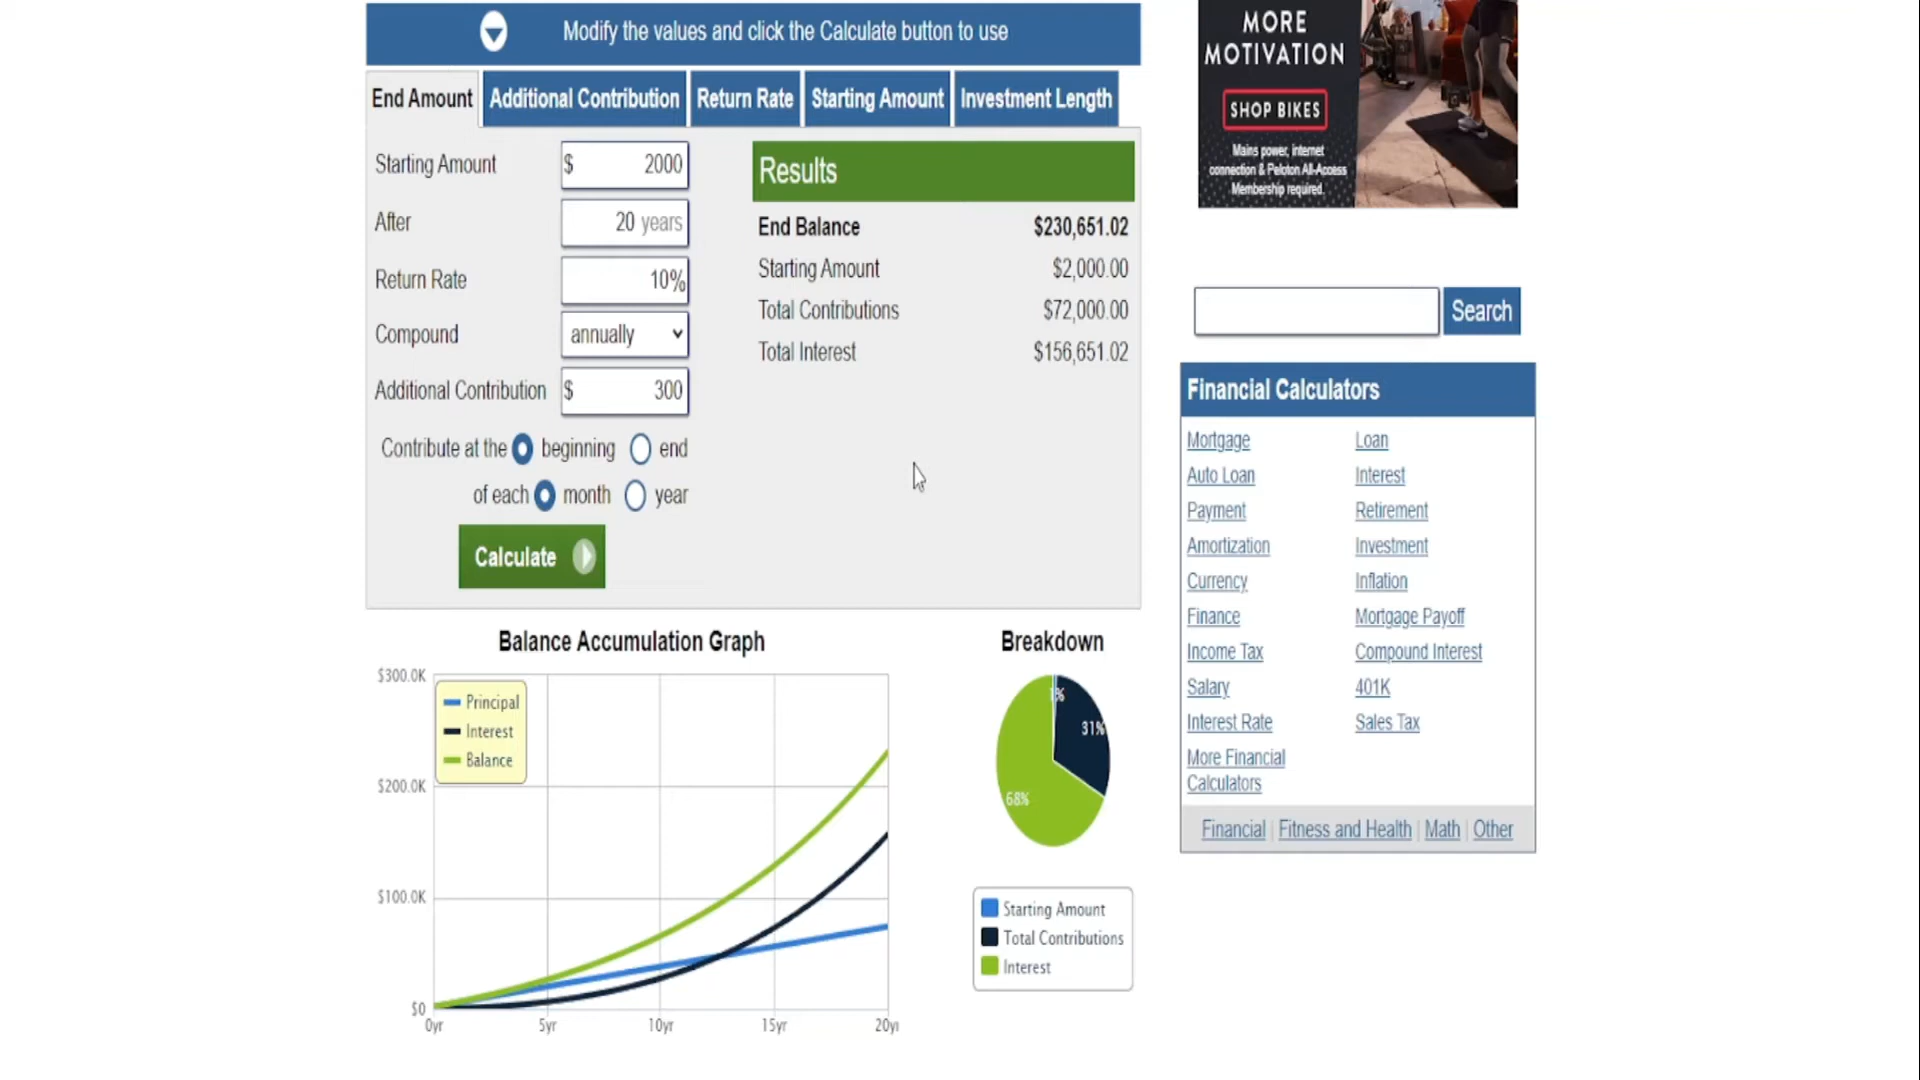 Modify the values and click the Calculate button to use
End Amount Additional Contribution Return Rate Starting Amount Investment Length
Starting Amount $ 2000
After 20 years
Return Rate 10%
Compound annually
Additional Contribution $ 300
Contribute at the beginning end
of each month year
Calculate
Results
End Balance $230,651.02
Starting Amount $2,000.00
Total Contributions $72,000.00
Total Interest $156,651.02
Balance Accumulation Graph
$300.0K
$200.0K
$100.0K
$0
Principal
Interest
Balance
0yr 5yr 10yr 15yr
Breakdown
31%
68%
Starting Amount
Total Contributions
Interest
MORE
MOTIVATION
SHOP BIKES
Mains power, internet
connection & Peloton All-Access
Membership required.
Search
Financial Calculators
Mortgage Loan
Auto Loan Interest
Payment Retirement
Amortization Investment
Currency Inflation
Finance Mortgage Payoff
Income Tax Compound Interest
Salary 401K
Interest Rate Sales Tax
More Financial
Calculators
Financial | Fitness and Health | Math | Other